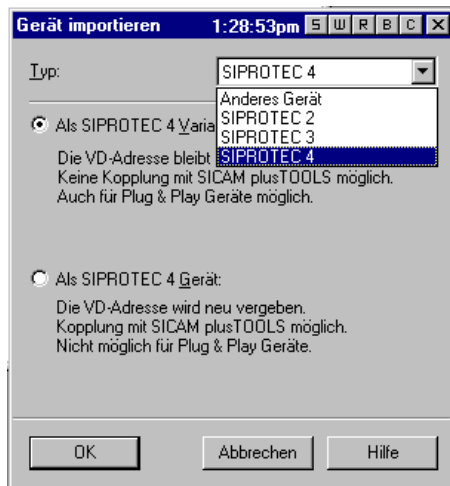 Gerät importieren 1:28:53pm S W R B C X
Typ: SIPROTEC 4
Anderes Gerät
SIPROTEC 2
SIPROTEC 3
SIPROTEC 4
Als SIPROTEC 4 Varia
Die VD-Adresse bleibt
Keine Kopplung mit SICAM plusTOOLS möglich.
Auch für Plug & Play Geräte möglich.
Als SIPROTEC 4 Gerät:
Die VD-Adresse wird neu vergeben.
Kopplung mit SICAM plusTOOLS möglich.
Nicht möglich für Plug & Play Geräte.
OK Abbrechen Hilfe